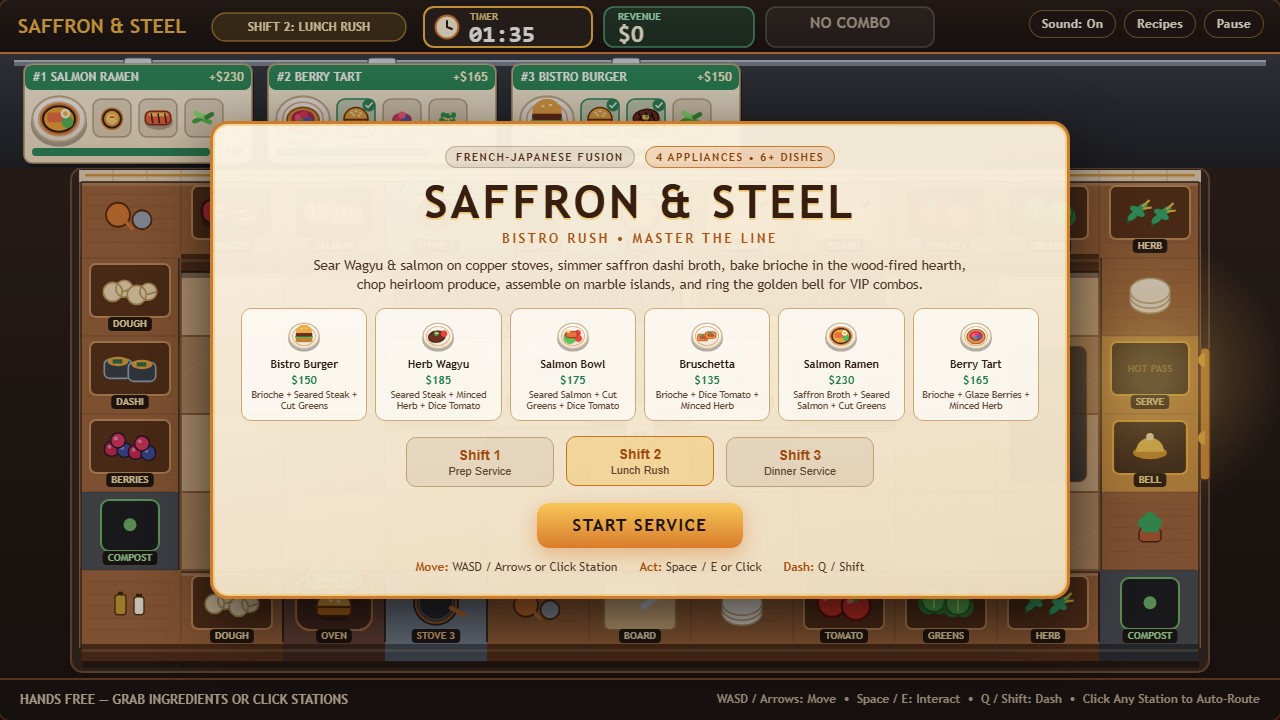 SAFFRON & STEEL
SHIFT 2: LUNCH RUSH
TIMER
01:35
REVENUE
$0
NO COMBO
Sound: On
Recipes
Pause
#1 SALMON RAMEN +$230
#2 BERRY TART +$165
#3 BISTRO BURGER +$150
FRENCH-JAPANESE FUSION
4 APPLIANCES • 6+ DISHES
SAFFRON & STEEL
BISTRO RUSH • MASTER THE LINE
Sear Wagyu & salmon on copper stoves, simmer saffron dashi broth, bake brioche in the wood-fired hearth,
chop heirloom produce, assemble on marble islands, and ring the golden bell for VIP combos.
Bistro Burger
$150
Brioche + Seared Steak +
Cut Greens
Herb Wagyu
$185
Seared Steak + Minced
Herb + Dice Tomato
Salmon Bowl
$175
Seared Salmon + Cut
Greens + Dice Tomato
Bruschetta
$135
Brioche + Dice Tomato +
Minced Herb
Salmon Ramen
$230
Saffron Broth + Seared
Salmon + Cut Greens
Berry Tart
$165
Brioche + Glaze Berries +
Minced Herb
Shift 1
Prep Service
Shift 2
Lunch Rush
Shift 3
Dinner Service
START SERVICE
Move: WASD / Arrows or Click Station
Act: Space / E or Click
Dash: Q / Shift
HERB
DOUGH
DASHI
HOT PASS
SERVE
BERRIES
BELL
COMPOST
DOUGH
OVEN
STOVE 3
BOARD
TOMATO
GREENS
HERB
COMPOST
HANDS FREE — GRAB INGREDIENTS OR CLICK STATIONS
WASD / Arrows: Move • Space / E: Interact • Q / Shift: Dash • Click Any Station to Auto-Route